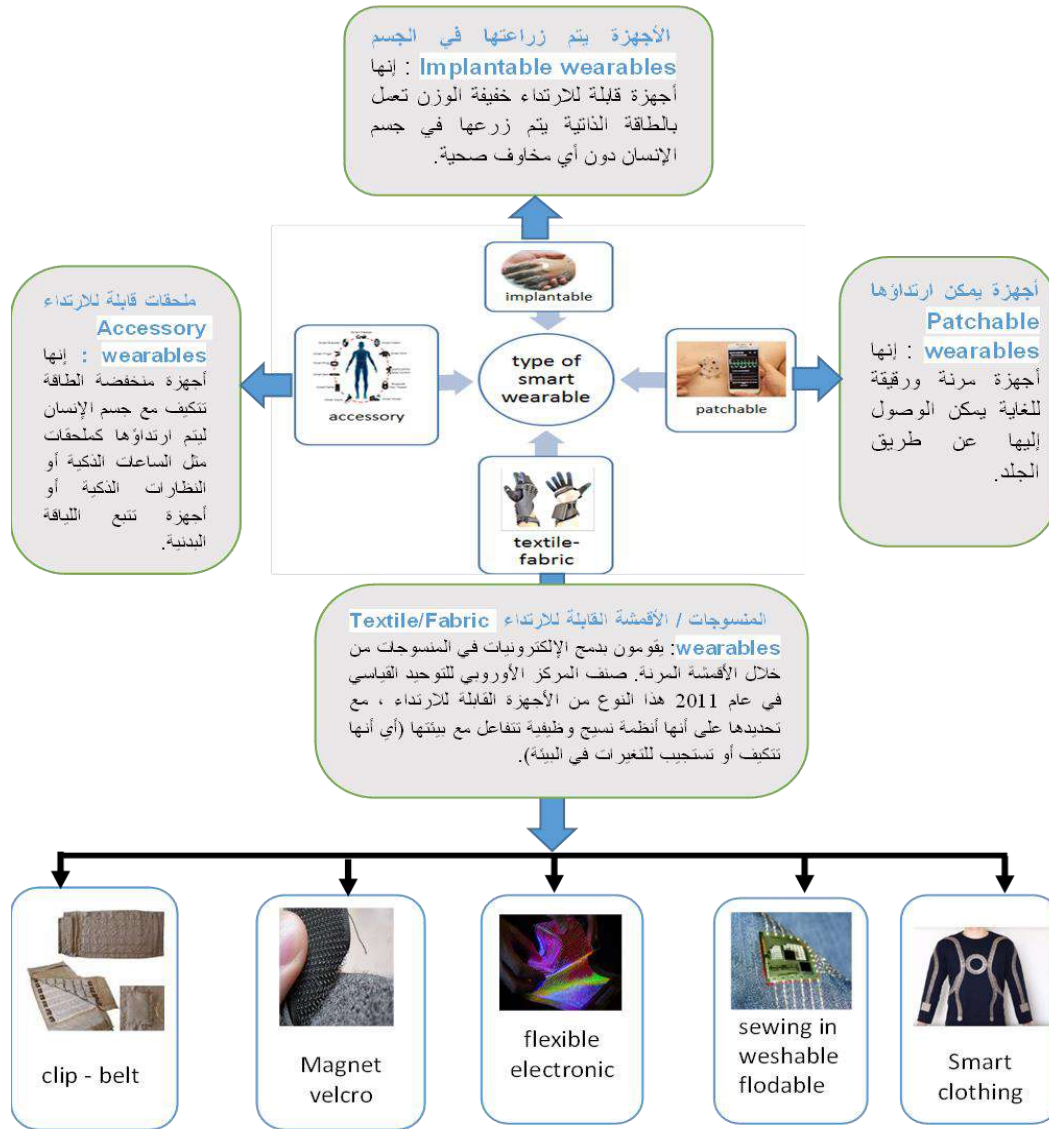 الأجهزة يتم زراعتها في الجسم
Implantable wearables : إنها
أجهزة قابلة للارتداء خفيفة الوزن تعمل
بالطاقة الذاتية يتم زرعها في جسم
الإنسان دون أي مخاوف صحية.
implantable
ملحقات قابلة للارتداء
Accessory
wearables : إنها
أجهزة منخفضة الطاقة
تتكيف مع جسم الإنسان
ليتم ارتداؤها كملحقات
مثل الساعات الذكية أو
النظارات الذكية أو
أجهزة تتبع اللياقة
البدنية.
accessory
type of
smart
wearable
patchable
أجهزة يمكن ارتداؤها
Patchable
wearables : إنها
أجهزة مرنة ورقيقة
للغاية يمكن الوصول
إليها عن طريق
الجلد.
textile-
fabric
المنسوجات / الأقمشة القابلة للارتداء Textile/Fabric
wearables: يقومون بدمج الإلكترونيات في المنسوجات من
خلال الأقمشة المرنة. صنف المركز الأوروبي للتوحيد القياسي
في عام 2011 هذا النوع من الأجهزة القابلة للارتداء ، مع
تحديدها على أنها أنظمة نسيج وظيفية تتفاعل مع بيئتها (أي أنها
تتكيف أو تستجيب للتغيرات في البيئة).
clip - belt
Magnet
velcro
flexible
electronic
sewing in
weshable
flodable
Smart
clothing